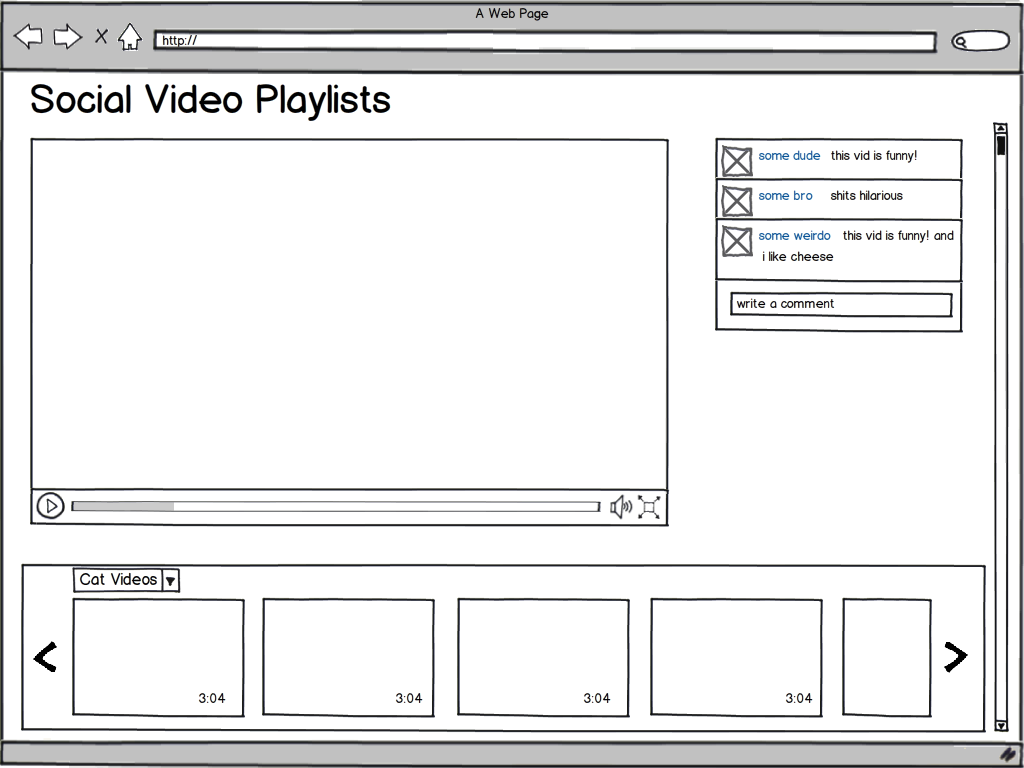 A Web Page
http://
Social Video Playlists
some dude this vid is funny!
some bro shits hilarious
some weirdo this vid is funny! and
i like cheese
write a comment
Cat Videos
3:04
3:04
3:04
3:04